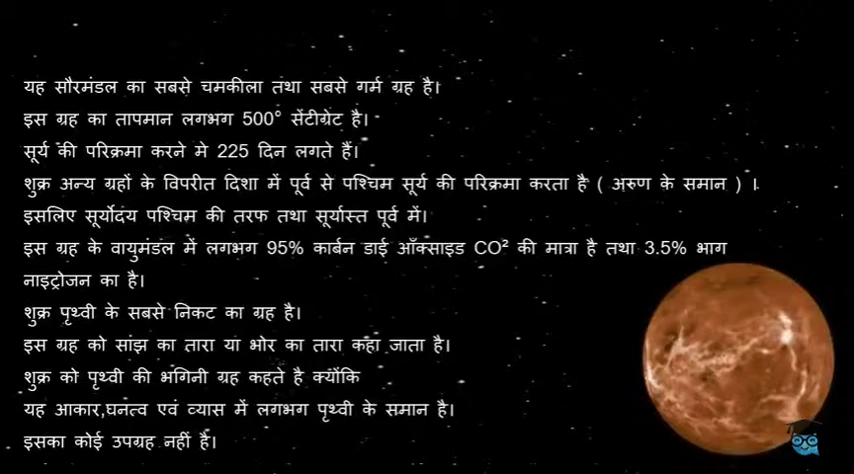 यह सौरमंडल का सबसे चमकीला तथा सबसे गर्म ग्रह है।
इस ग्रह का तापमान लगभग 500° सेंटीग्रेट है।
सूर्य की परिक्रमा करने मे 225 दिन लगते हैं।
शुक्र अन्य ग्रहों के विपरीत दिशा में पूर्व से पश्चिम सूर्य की परिक्रमा करता है ( अरुण के समान ) ।
इसलिए सूर्योदय पश्चिम की तरफ तथा सूर्यास्त पूर्व में।
इस ग्रह के वायुमंडल में लगभग 95% कार्बन डाई ऑक्साइड CO² की मात्रा है तथा 3.5% भाग
नाइट्रोजन का है।
शुक्र पृथ्वी के सबसे निकट का ग्रह है।
इस ग्रह को सांझ का तारा या भोर का तारा कहा जाता है।
शुक्र को पृथ्वी की भगिनी ग्रह कहते है क्योंकि
यह आकार,घनत्व एवं व्यास में लगभग पृथ्वी के समान है।
इसका कोई उपग्रह नहीं है।